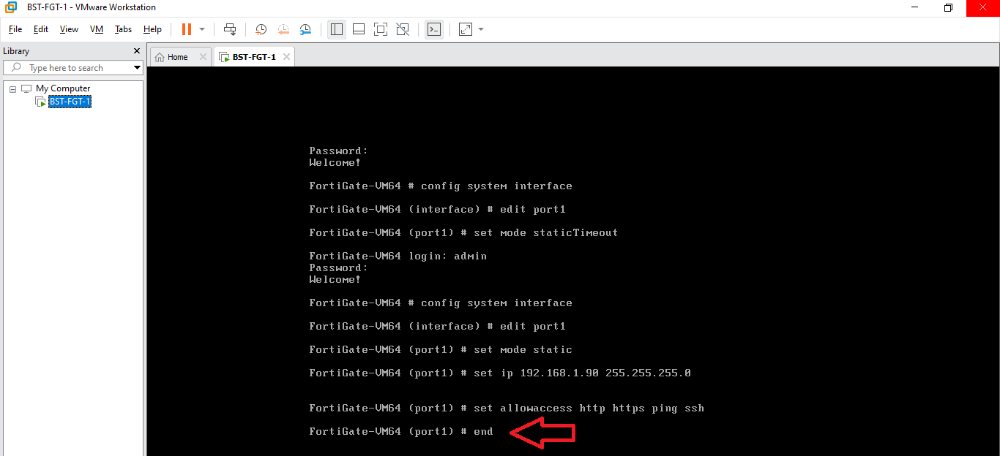 BST-FGT-1 - VMware Workstation
File Edit View VM Tabs Help
Library
Type here to search
My Computer
BST-FGT-1
Home
BST-FGT-1
Password:
Welcome!
FortiGate-VM64 # config system interface
FortiGate-VM64 (interface) # edit port1
FortiGate-VM64 (port1) # set mode staticTimeout
FortiGate-VM64 login: admin
Password:
Welcome!
FortiGate-VM64 # config system interface
FortiGate-VM64 (interface) # edit port1
FortiGate-VM64 (port1) # set mode static
FortiGate-VM64 (port1) # set ip 192.168.1.90 255.255.255.0
FortiGate-VM64 (port1) # set allowaccess http https ping ssh
FortiGate-VM64 (port1) # end